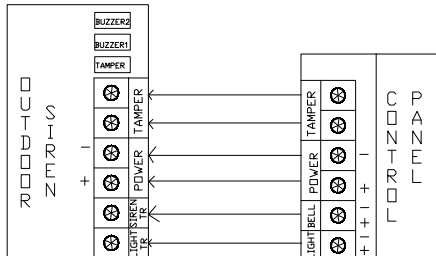 BUZZER2
BUZZER1
TAMPER
OUTDOOR
SIREN
TAMPER
- + POWER
SIREN TR
LIGHT TR
TAMPER
POWER - +
BELL - +
LIGHT - +
CONTROL
PANEL